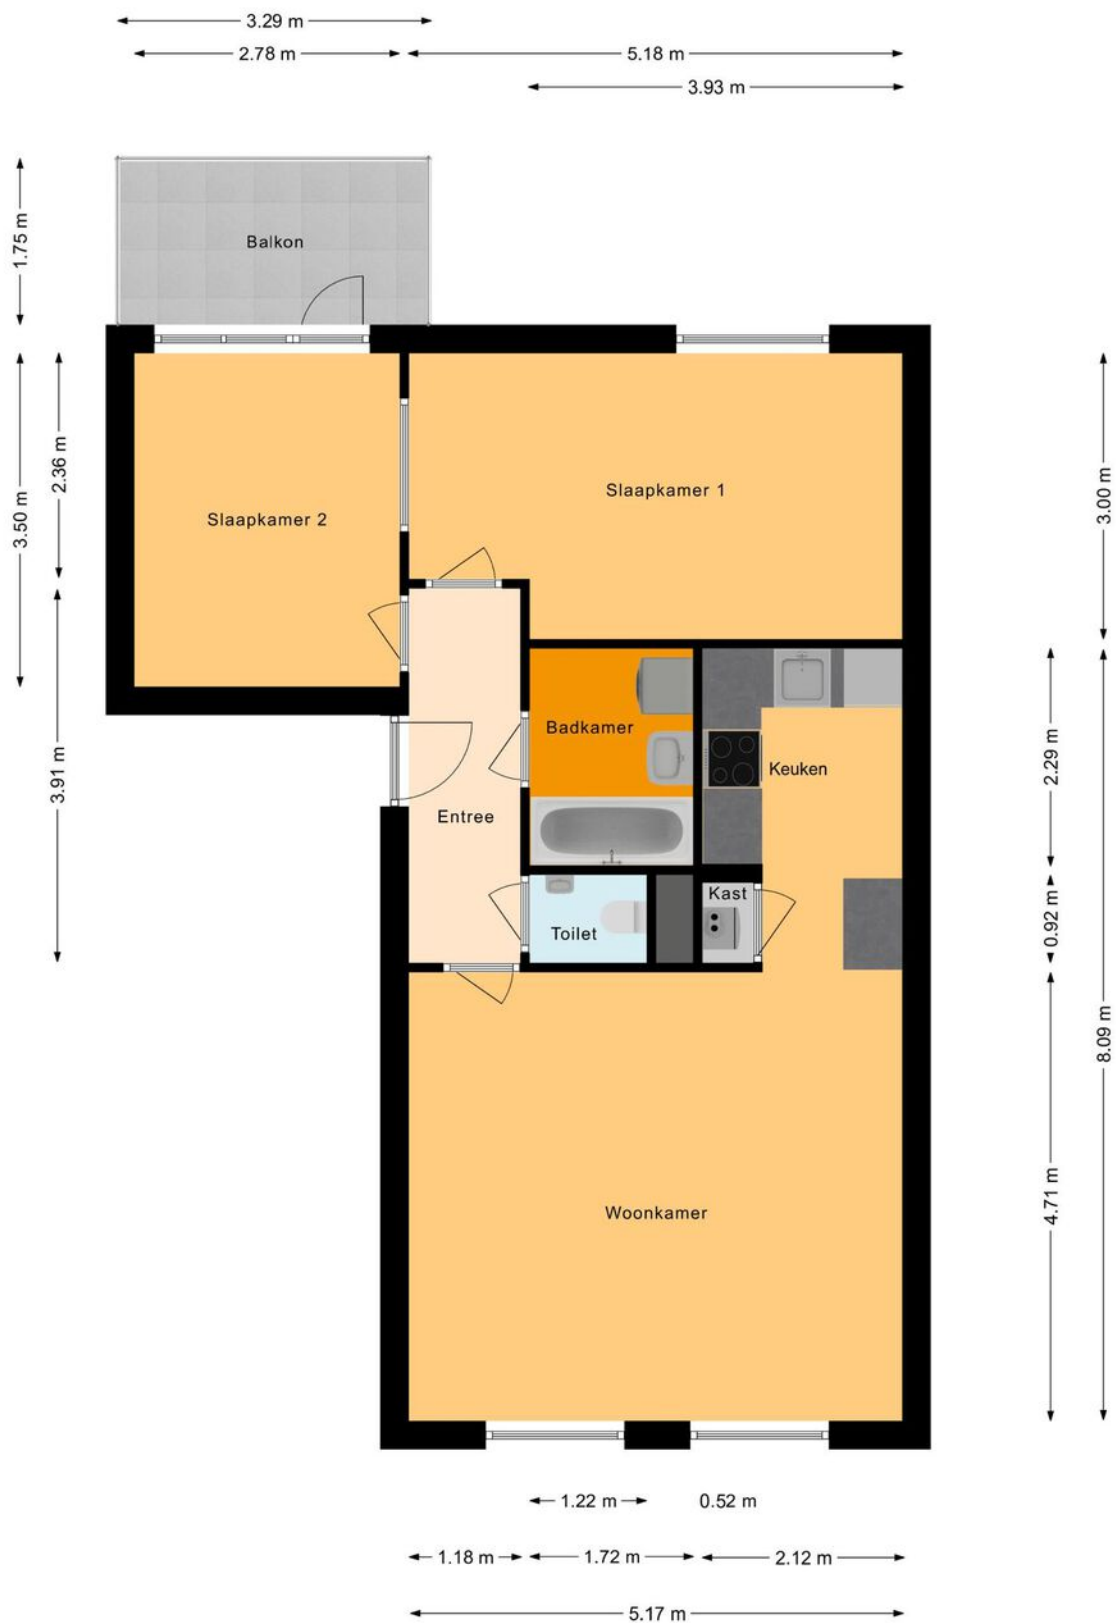 3.29 m
2.78 m
5.18 m
3.93 m
1.75 m
Balkon
2.36 m
3.50 m
3.00 m
Slaapkamer 1
Slaapkamer 2
Badkamer
Keuken
2.29 m
3.91 m
Entree
Kast
0.92 m
Toilet
8.09 m
4.71 m
Woonkamer
1.22 m
0.52 m
1.18 m
1.72 m
2.12 m
5.17 m